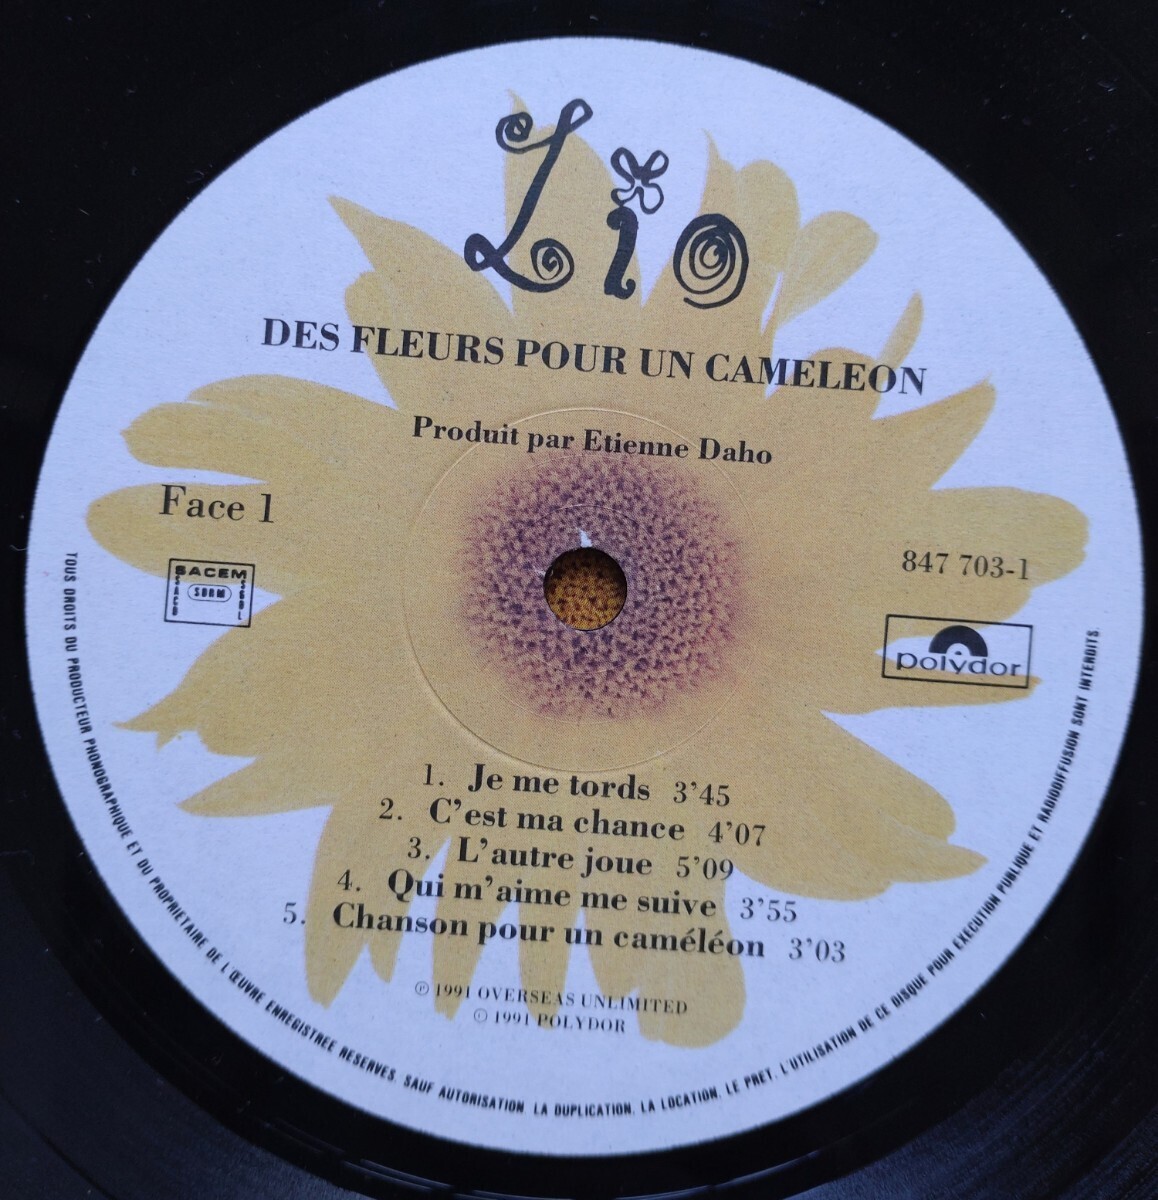 Lio
DES FLEURS POUR UN CAMELEON
Produit par Etienne Daho
Face 1
847 703-1
SACEM
SACD
SDRM
SGDL
polydor
1. Je me tords 3'45
2. C'est ma chance 4'07
3. L'autre joue 5'09
4. Qui m'aime me suive 3'55
5. Chanson pour un caméléon 3'03
℗ 1991 OVERSEAS UNLIMITED
© 1991 POLYDOR
TOUS DROITS DU PRODUCTEUR PHONOGRAPHIQUE ET DU PROPRIETAIRE DE L'ŒUVRE ENREGISTREE RESERVES. SAUF AUTORISATION LA DUPLICATION, LA LOCATION, LE PRET, L'UTILISATION DE CE DISQUE POUR EXECUTION PUBLIQUE ET RADIODIFFUSION SONT INTERDITS.